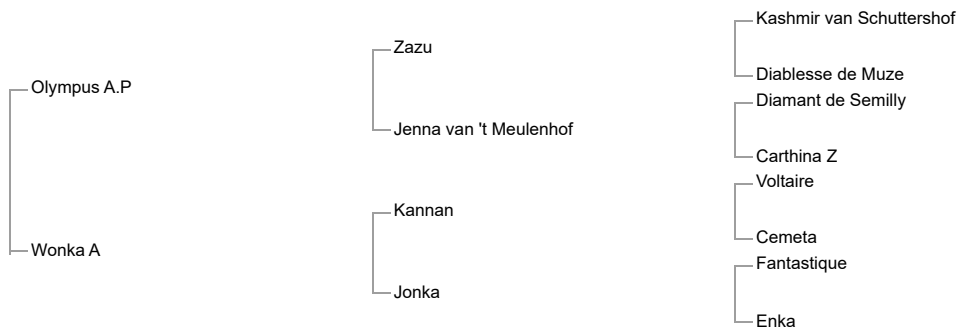 Kashmir van Schuttershof
Zazu
Diablesse de Muze
Olympus A.P
Diamant de Semilly
Jenna van 't Meulenhof
Carthina Z
Voltaire
Kannan
Cemeta
Wonka A
Fantastique
Jonka
Enka